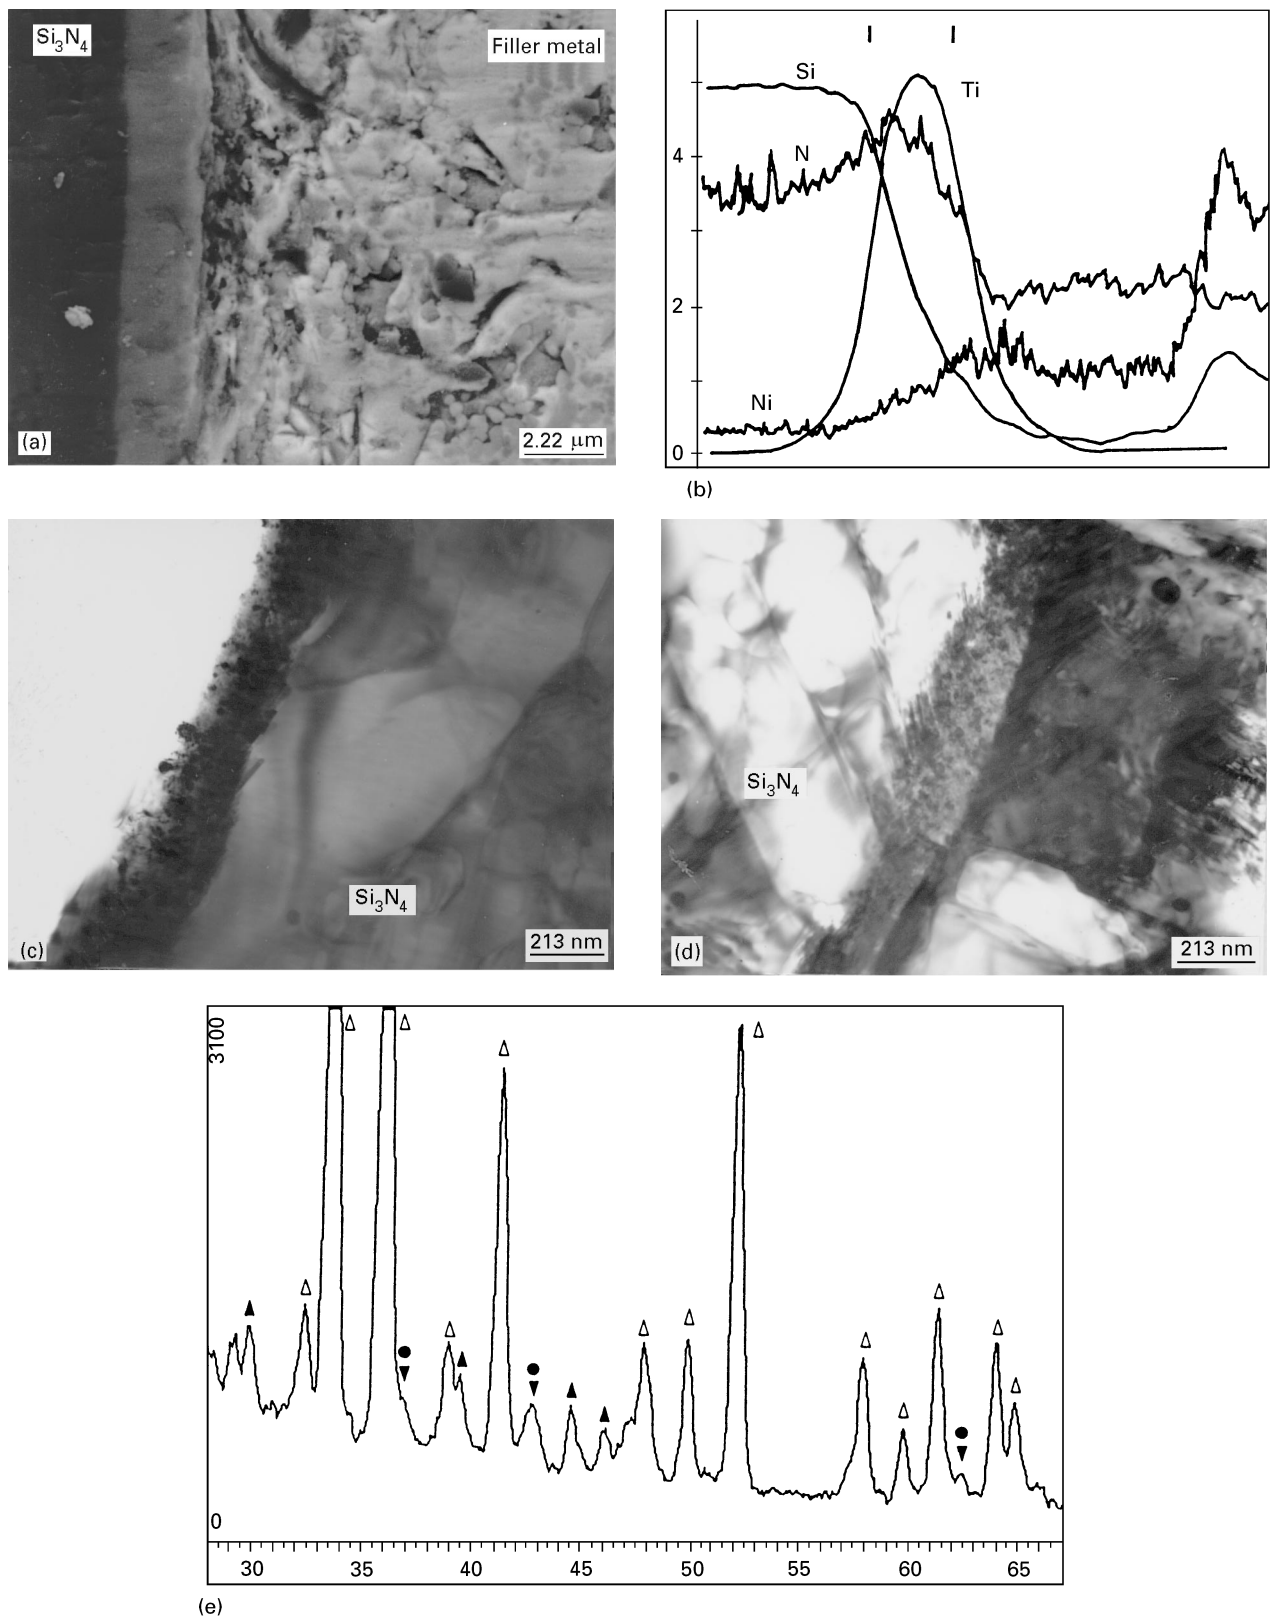 Si₃N₄
Filler metal
(a)
2.22 μm
Si
Ti
N
Ni
4
2
0
(b)
Si₃N₄
(c)
213 nm
Si₃N₄
(d)
213 nm
3100
0
30 35 40 45 50 55 60 65
(e)